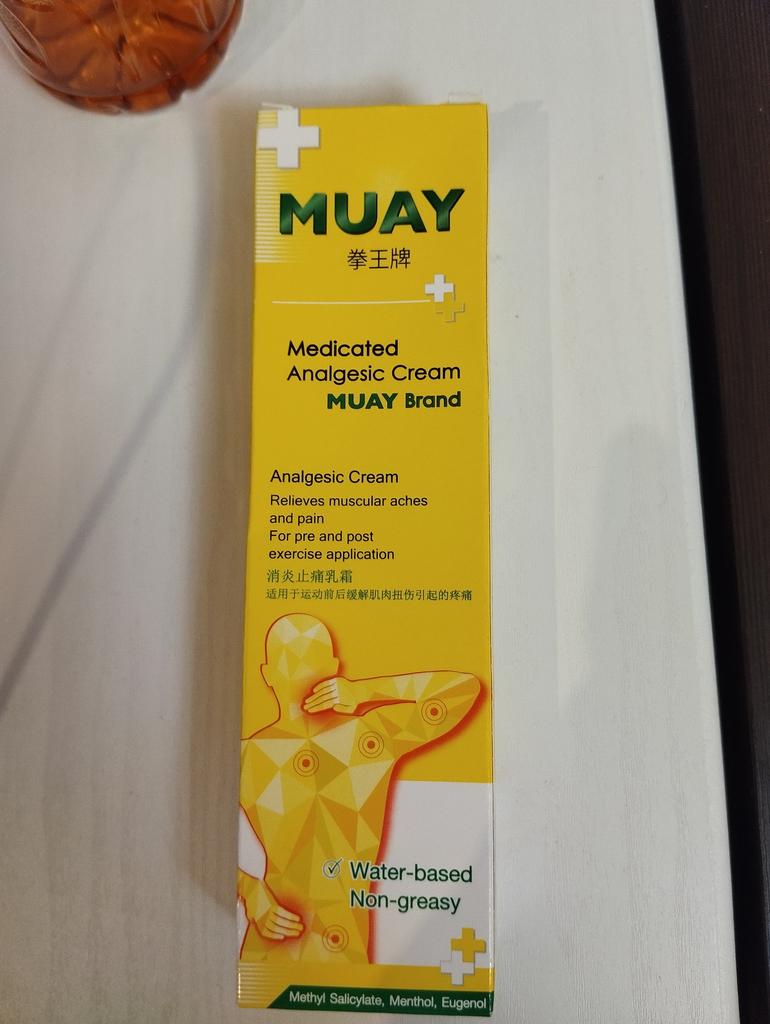 MUAY
拳王牌
Medicated
Analgesic Cream
MUAY Brand
Analgesic Cream
Relieves muscular aches
and pain
For pre and post
exercise application
消炎止痛乳霜
适用于运动前后缓解肌肉扭伤引起的疼痛
Water-based
Non-greasy
Methyl Salicylate, Menthol, Eugenol